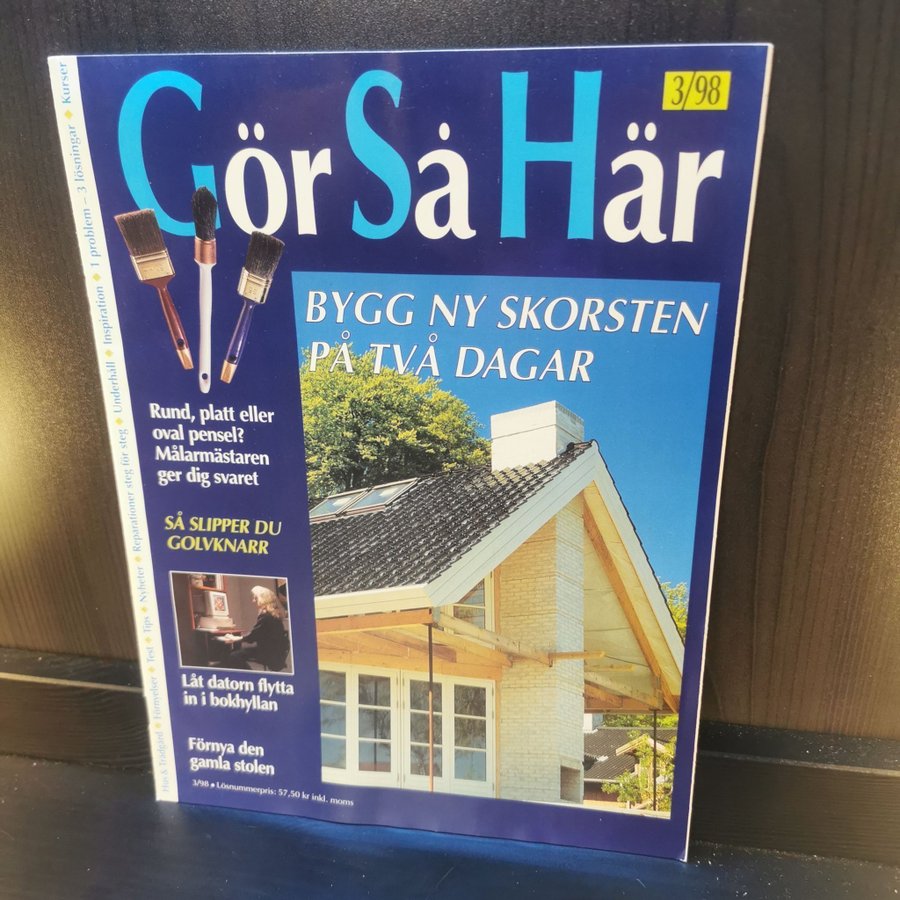 Gör Så Här
3/98
BYGG NY SKORSTEN
PÅ TVÅ DAGAR
Rund, platt eller
oval pensel?
Målarmästaren
ger dig svaret
SÅ SLIPPER DU
GOLVKNARR
Låt datorn flytta
in i bokhyllan
Förnya den
gamla stolen
3/98 • Lösnummerpris: 57,50 kr inkl. moms
Hus & Trädgård ◆ Förnyelser ◆ Test ◆ Tips ◆ Nyheter ◆ Reparationer steg för steg ◆ Underhåll ◆ Inspiration ◆ 1 problem – 3 lösningar ◆ Kurser